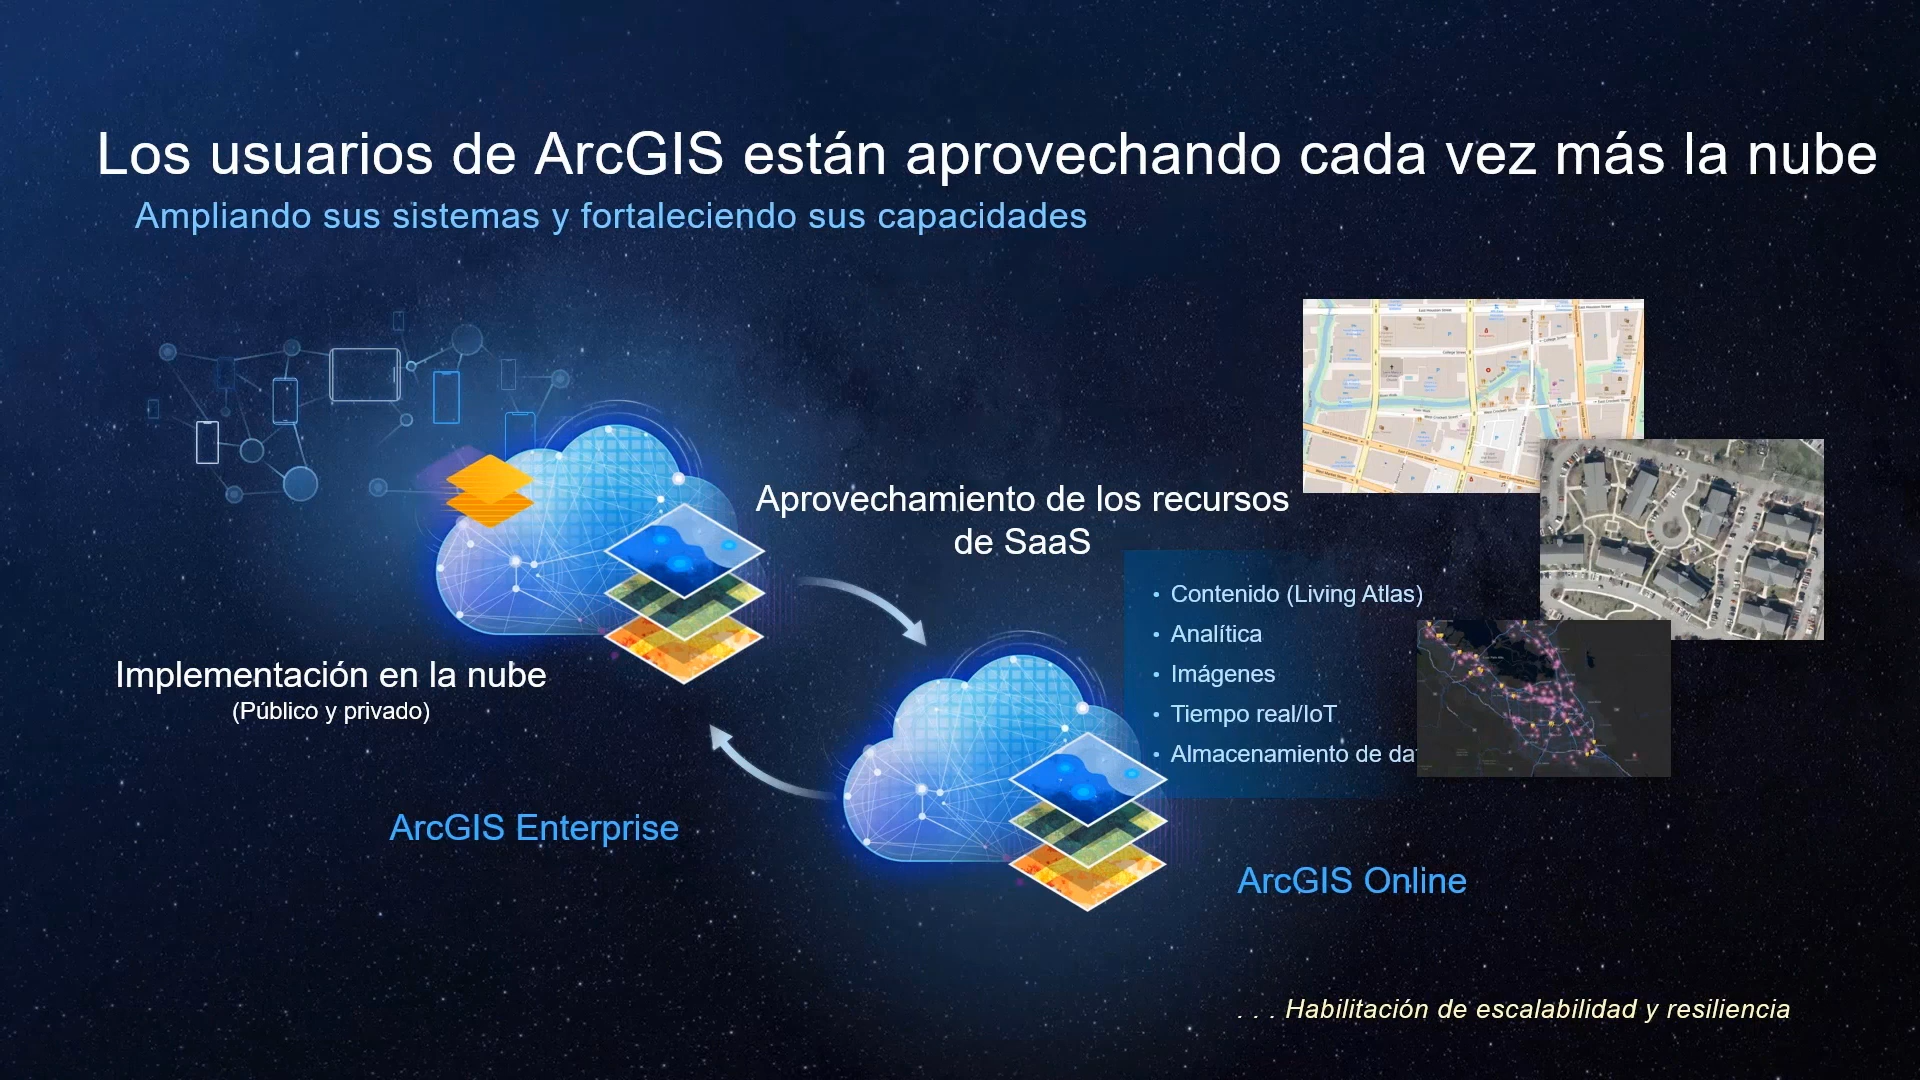 Los usuarios de ArcGIS están aprovechando cada vez más la nube
Ampliando sus sistemas y fortaleciendo sus capacidades
Aprovechamiento de los recursos
de SaaS
• Contenido (Living Atlas)
• Analítica
• Imágenes
• Tiempo real/IoT
• Almacenamiento de da
Implementación en la nube
(Público y privado)
ArcGIS Enterprise
ArcGIS Online
. . . Habilitación de escalabilidad y resiliencia